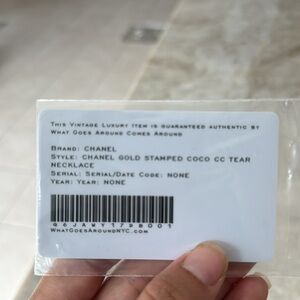 This Vintage Luxury Item is Guaranteed Authentic by
What Goes Around Comes Around
Brand: CHANEL
Style: CHANEL GOLD STAMPED COCO CC TEAR
NECKLACE
Serial: Serial/Date Code: NONE
Year: Year: NONE
Q6JAWY17PB001
WhatGoesAroundNYC.com